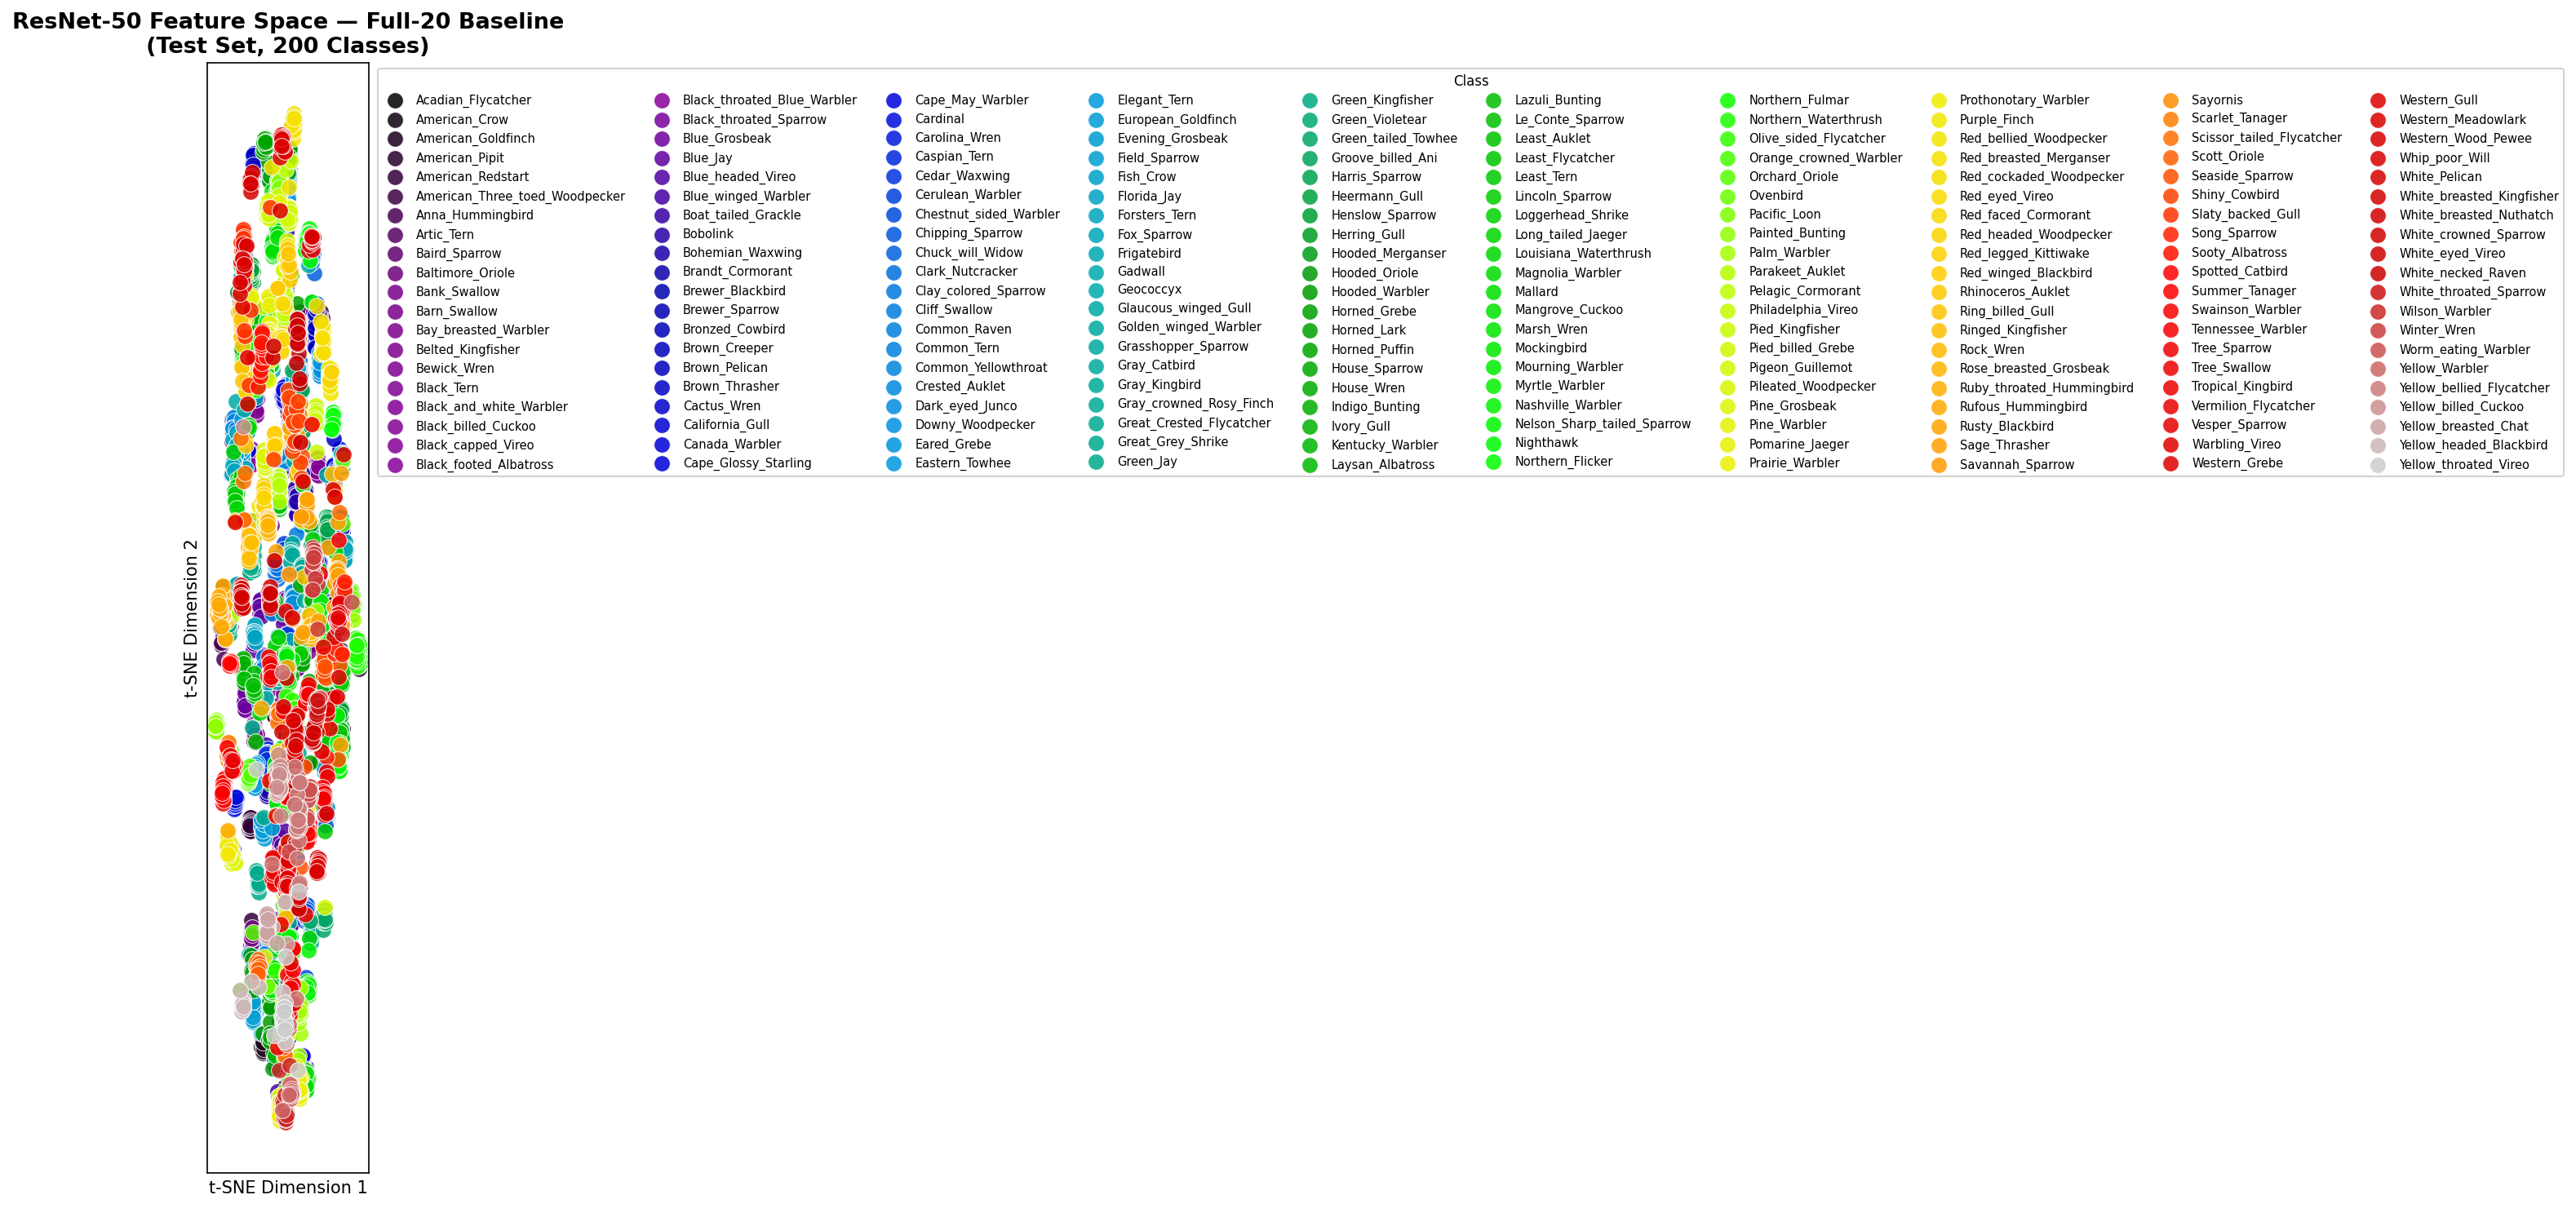 ResNet-50 Feature Space — Full-20 Baseline
(Test Set, 200 Classes)
t-SNE Dimension 2
t-SNE Dimension 1
Class
Acadian_Flycatcher
American_Crow
American_Goldfinch
American_Pipit
American_Redstart
American_Three_toed_Woodpecker
Anna_Hummingbird
Artic_Tern
Baird_Sparrow
Baltimore_Oriole
Bank_Swallow
Barn_Swallow
Bay_breasted_Warbler
Belted_Kingfisher
Bewick_Wren
Black_Tern
Black_and_white_Warbler
Black_billed_Cuckoo
Black_capped_Vireo
Black_footed_Albatross
Black_throated_Blue_Warbler
Black_throated_Sparrow
Blue_Grosbeak
Blue_Jay
Blue_headed_Vireo
Blue_winged_Warbler
Boat_tailed_Grackle
Bobolink
Bohemian_Waxwing
Brandt_Cormorant
Brewer_Blackbird
Brewer_Sparrow
Bronzed_Cowbird
Brown_Creeper
Brown_Pelican
Brown_Thrasher
Cactus_Wren
California_Gull
Canada_Warbler
Cape_Glossy_Starling
Cape_May_Warbler
Cardinal
Carolina_Wren
Caspian_Tern
Cedar_Waxwing
Cerulean_Warbler
Chestnut_sided_Warbler
Chipping_Sparrow
Chuck_will_Widow
Clark_Nutcracker
Clay_colored_Sparrow
Cliff_Swallow
Common_Raven
Common_Tern
Common_Yellowthroat
Crested_Auklet
Dark_eyed_Junco
Downy_Woodpecker
Eared_Grebe
Eastern_Towhee
Elegant_Tern
European_Goldfinch
Evening_Grosbeak
Field_Sparrow
Fish_Crow
Florida_Jay
Forsters_Tern
Fox_Sparrow
Frigatebird
Gadwall
Geococcyx
Glaucous_winged_Gull
Golden_winged_Warbler
Grasshopper_Sparrow
Gray_Catbird
Gray_Kingbird
Gray_crowned_Rosy_Finch
Great_Crested_Flycatcher
Great_Grey_Shrike
Green_Jay
Green_Kingfisher
Green_Violetear
Green_tailed_Towhee
Groove_billed_Ani
Harris_Sparrow
Heermann_Gull
Henslow_Sparrow
Herring_Gull
Hooded_Merganser
Hooded_Oriole
Hooded_Warbler
Horned_Grebe
Horned_Lark
Horned_Puffin
House_Sparrow
House_Wren
Indigo_Bunting
Ivory_Gull
Kentucky_Warbler
Laysan_Albatross
Lazuli_Bunting
Le_Conte_Sparrow
Least_Auklet
Least_Flycatcher
Least_Tern
Lincoln_Sparrow
Loggerhead_Shrike
Long_tailed_Jaeger
Louisiana_Waterthrush
Magnolia_Warbler
Mallard
Mangrove_Cuckoo
Marsh_Wren
Mockingbird
Mourning_Warbler
Myrtle_Warbler
Nashville_Warbler
Nelson_Sharp_tailed_Sparrow
Nighthawk
Northern_Flicker
Northern_Fulmar
Northern_Waterthrush
Olive_sided_Flycatcher
Orange_crowned_Warbler
Orchard_Oriole
Ovenbird
Pacific_Loon
Painted_Bunting
Palm_Warbler
Parakeet_Auklet
Pelagic_Cormorant
Philadelphia_Vireo
Pied_Kingfisher
Pied_billed_Grebe
Pigeon_Guillemot
Pileated_Woodpecker
Pine_Grosbeak
Pine_Warbler
Pomarine_Jaeger
Prairie_Warbler
Prothonotary_Warbler
Purple_Finch
Red_bellied_Woodpecker
Red_breasted_Merganser
Red_cockaded_Woodpecker
Red_eyed_Vireo
Red_faced_Cormorant
Red_headed_Woodpecker
Red_legged_Kittiwake
Red_winged_Blackbird
Rhinoceros_Auklet
Ring_billed_Gull
Ringed_Kingfisher
Rock_Wren
Rose_breasted_Grosbeak
Ruby_throated_Hummingbird
Rufous_Hummingbird
Rusty_Blackbird
Sage_Thrasher
Savannah_Sparrow
Sayornis
Scarlet_Tanager
Scissor_tailed_Flycatcher
Scott_Oriole
Seaside_Sparrow
Shiny_Cowbird
Slaty_backed_Gull
Song_Sparrow
Sooty_Albatross
Spotted_Catbird
Summer_Tanager
Swainson_Warbler
Tennessee_Warbler
Tree_Sparrow
Tree_Swallow
Tropical_Kingbird
Vermilion_Flycatcher
Vesper_Sparrow
Warbling_Vireo
Western_Grebe
Western_Gull
Western_Meadowlark
Western_Wood_Pewee
Whip_poor_Will
White_Pelican
White_breasted_Kingfisher
White_breasted_Nuthatch
White_crowned_Sparrow
White_eyed_Vireo
White_necked_Raven
White_throated_Sparrow
Wilson_Warbler
Winter_Wren
Worm_eating_Warbler
Yellow_Warbler
Yellow_bellied_Flycatcher
Yellow_billed_Cuckoo
Yellow_breasted_Chat
Yellow_headed_Blackbird
Yellow_throated_Vireo